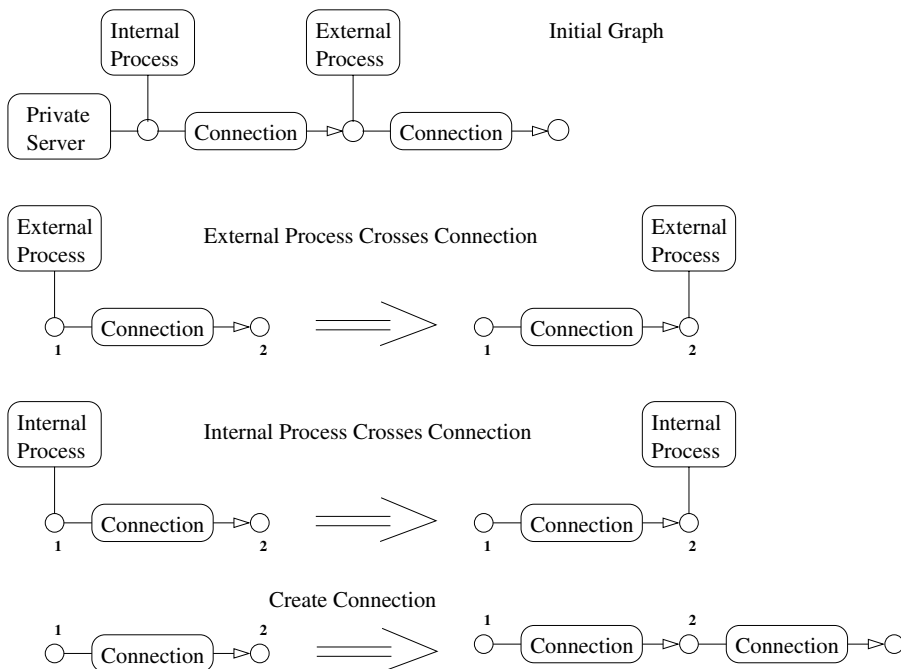 Internal
Process
External
Process
Initial Graph
Private
Server
Connection
Connection
External
Process
External Process Crosses Connection
External
Process
Connection
Connection
1
2
1
2
Internal
Process
Internal Process Crosses Connection
Internal
Process
Connection
Connection
1
2
1
2
Create Connection
1
2
1
2
Connection
Connection
Connection